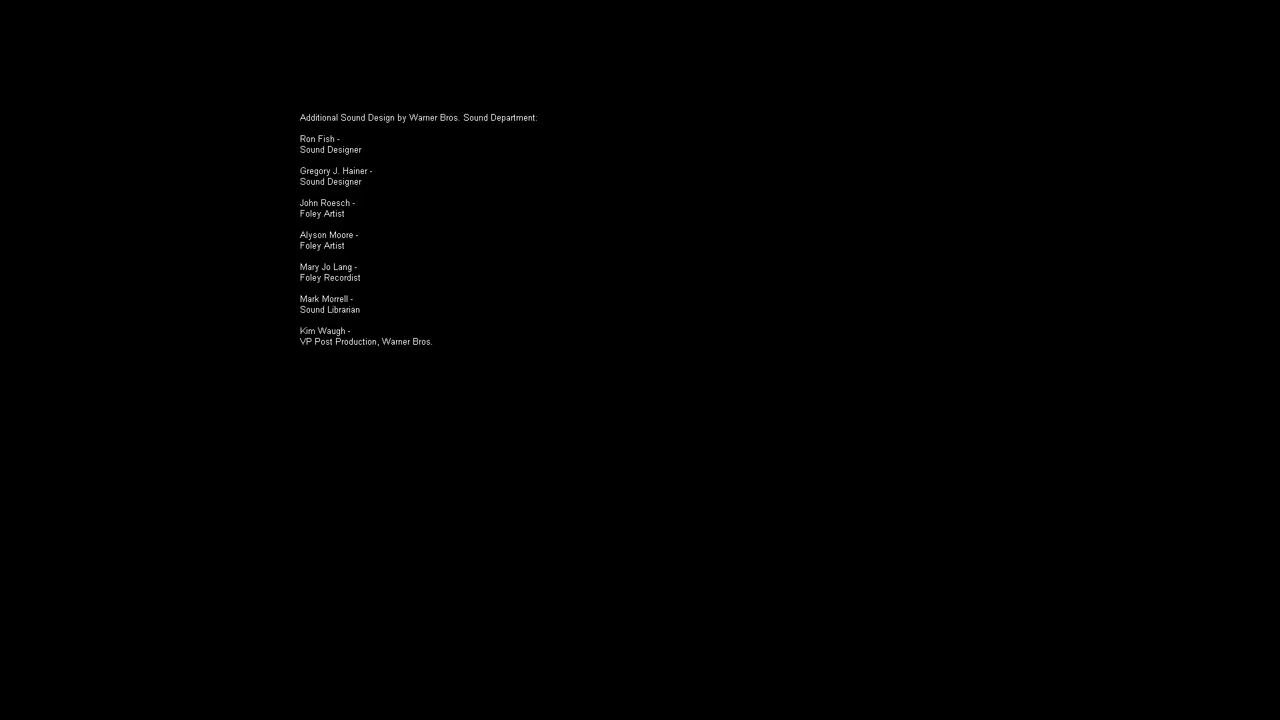 Additional Sound Design by Warner Bros. Sound Department:
Ron Fish -
Sound Designer
Gregory J. Hainer -
Sound Designer
John Roesch -
Foley Artist
Alyson Moore -
Foley Artist
Mary Jo Lang -
Foley Recordist
Mark Morrell -
Sound Librarian
Kim Waugh -
VP Post Production, Warner Bros.